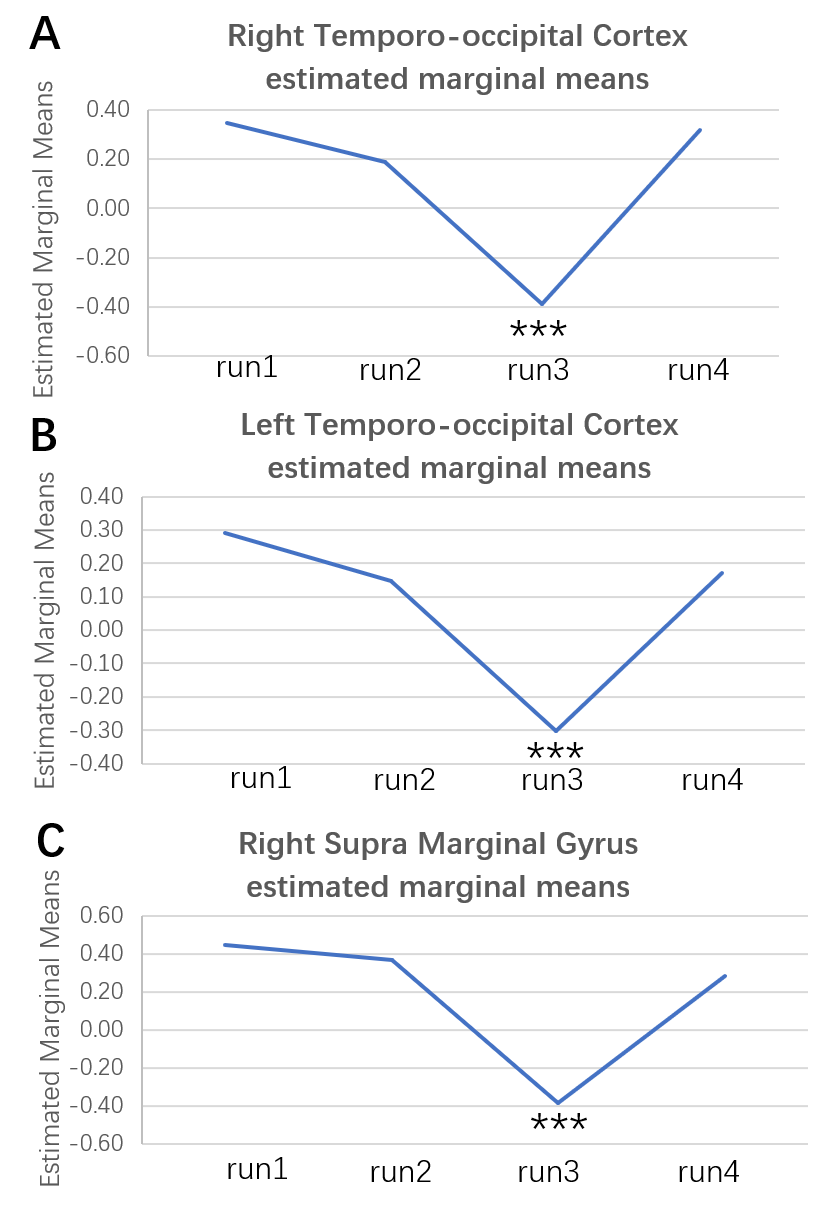 A
Right Temporo-occipital Cortex
estimated marginal means
Estimated Marginal Means
0.40
0.20
0.00
-0.20
-0.40
-0.60
***
run1 run2 run3 run4
B
Left Temporo-occipital Cortex
estimated marginal means
Estimated Marginal Means
0.40
0.30
0.20
0.10
0.00
-0.10
-0.20
-0.30
-0.40
***
run1 run2 run3 run4
C
Right Supra Marginal Gyrus
estimated marginal means
Estimated Marginal Means
0.60
0.40
0.20
0.00
-0.20
-0.40
-0.60
***
run1 run2 run3 run4